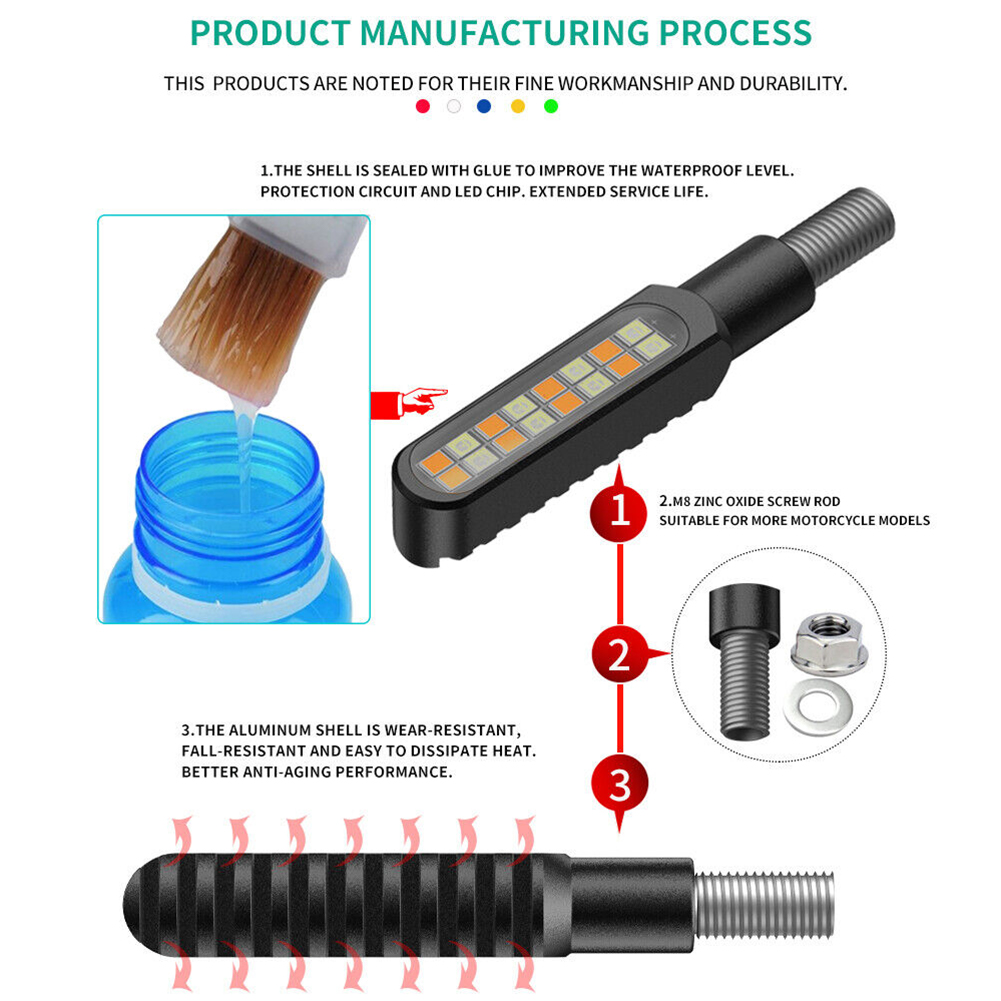 PRODUCT MANUFACTURING PROCESS
THIS PRODUCTS ARE NOTED FOR THEIR FINE WORKMANSHIP AND DURABILITY.
1.THE SHELL IS SEALED WITH GLUE TO IMPROVE THE WATERPROOF LEVEL.
PROTECTION CIRCUIT AND LED CHIP. EXTENDED SERVICE LIFE.
1
2.M8 ZINC OXIDE SCREW ROD
SUITABLE FOR MORE MOTORCYCLE MODELS
2
3.THE ALUMINUM SHELL IS WEAR-RESISTANT,
FALL-RESISTANT AND EASY TO DISSIPATE HEAT.
BETTER ANTI-AGING PERFORMANCE.
3